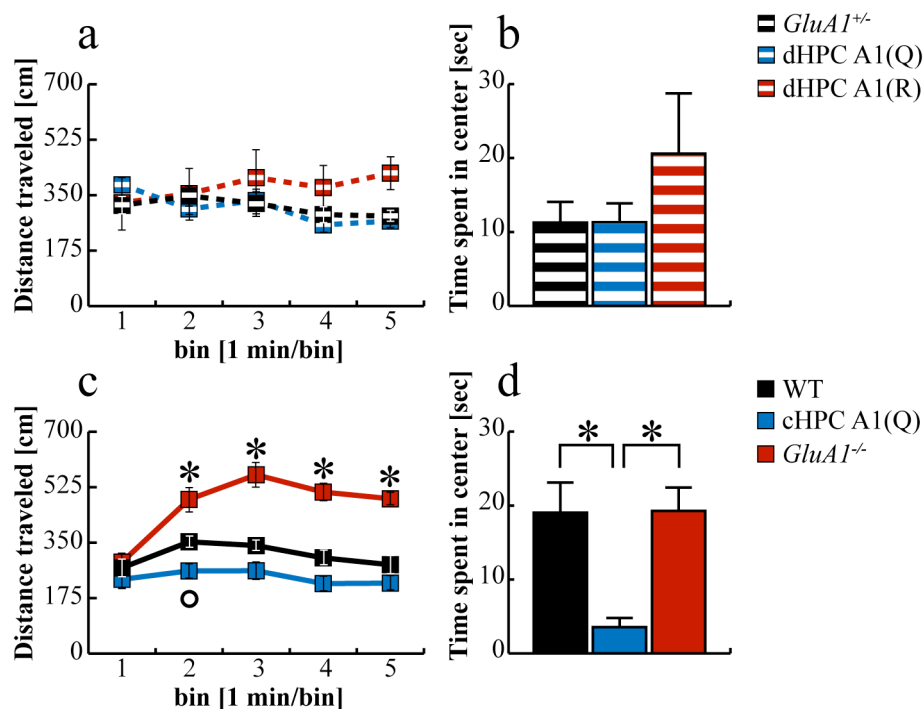 a
Distance traveled [cm]
700
525
350
175
0
1 2 3 4 5
bin [1 min/bin]
b
Time spent in center [sec]
30
20
10
0
GluA1+/-
dHPC A1(Q)
dHPC A1(R)
c
Distance traveled [cm]
700
525
350
175
0
* * * *
1 2 3 4 5
bin [1 min/bin]
d
Time spent in center [sec]
30
20
10
0
* *
WT
cHPC A1(Q)
GluA1-/-